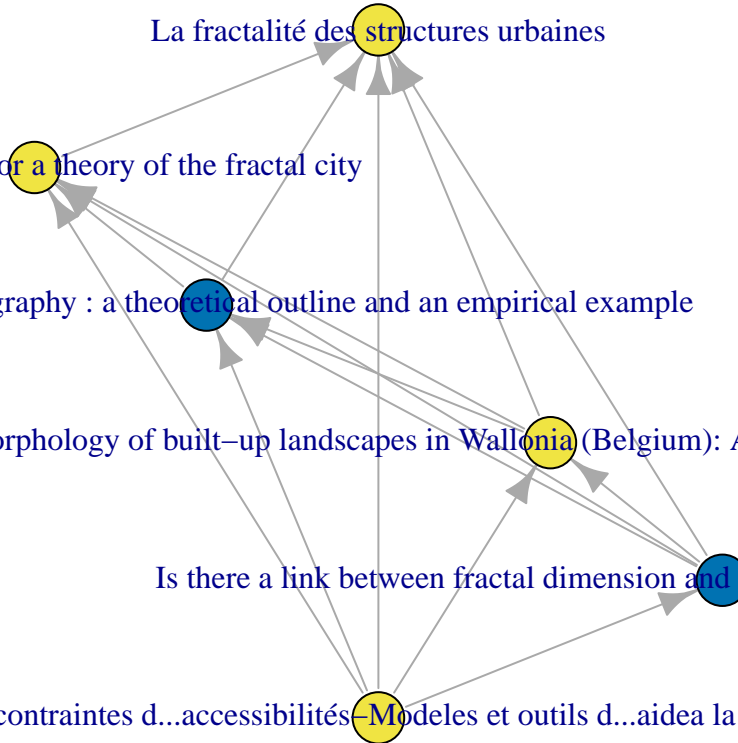 La fractalité des structures urbaines
or a theory of the fractal city
graphy : a theoretical outline and an empirical example
orphology of built–up landscapes in Wallonia (Belgium): A
Is there a link between fractal dimension and
contraintes d...accessibilités–Modeles et outils d...aidea la